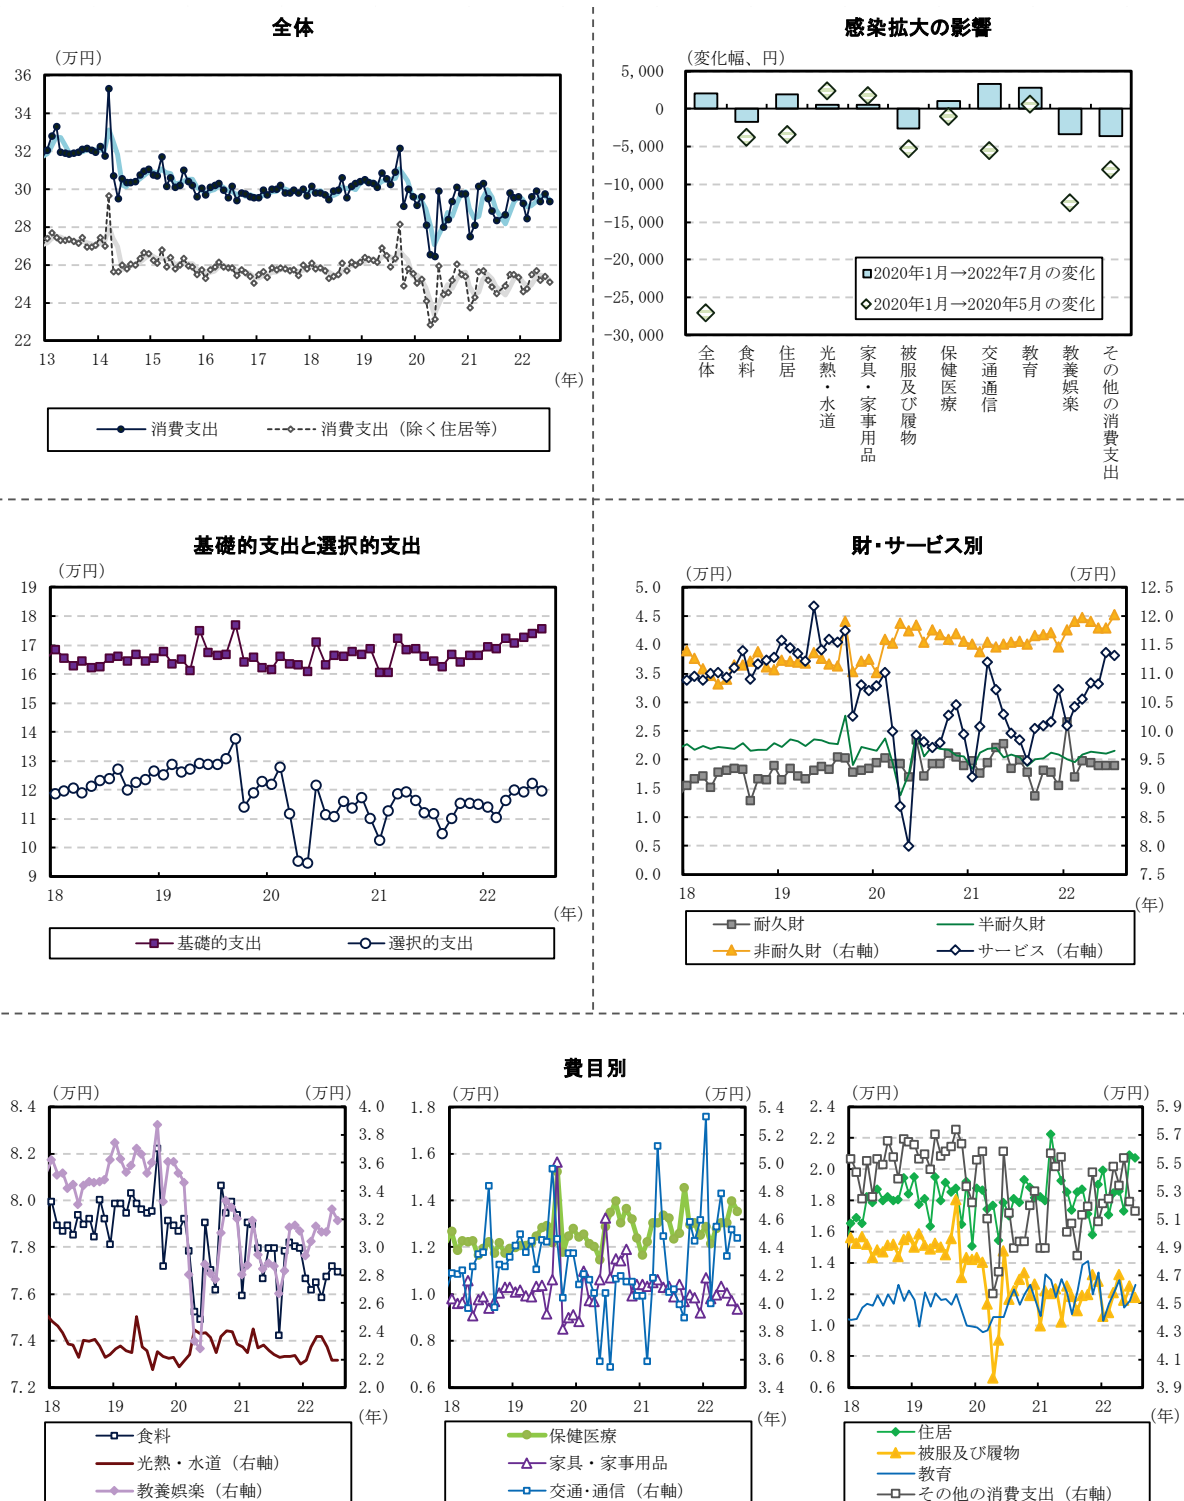 全体
(万円)
36
34
32
30
28
26
24
22
13 14 15 16 17 18 19 20 21 22
(年)
消費支出 消費支出（除く住居等）
感染拡大の影響
(変化幅、円)
5,000
0
-5,000
-10,000
-15,000
-20,000
-25,000
-30,000
2020年1月→2022年7月の変化
2020年1月→2020年5月の変化
全体
食料
住居
光熱・水道
家具・家事用品
被服及び履物
保健医療
交通通信
教育
教養娯楽
その他の消費支出
基礎的支出と選択的支出
(万円)
19
18
17
16
15
14
13
12
11
10
9
18 19 20 21 22
(年)
基礎的支出 選択的支出
財・サービス別
(万円) (万円)
5.0 12.5
4.5 12.0
4.0 11.5
3.5 11.0
3.0 10.5
2.5 10.0
2.0 9.5
1.5 9.0
1.0 8.5
0.5 8.0
0.0 7.5
18 19 20 21 22
(年)
耐久財 半耐久財
非耐久財（右軸） サービス（右軸）
費目別
(万円) (万円)
8.4 4.0
3.8
8.2 3.6
3.4
8.0 3.2
7.8 3.0
2.8
7.6 2.6
7.4 2.4
2.2
7.2 2.0
18 19 20 21 22
(年)
食料
光熱・水道（右軸）
教養娯楽（右軸）
(万円) (万円)
1.8 5.4
5.2
1.6 5.0
4.8
1.4 4.6
1.2 4.4
4.2
1.0 4.0
0.8 3.8
3.6
0.6 3.4
18 19 20 21 22
(年)
保健医療
家具・家事用品
交通・通信（右軸）
(万円) (万円)
2.4 5.9
2.2 5.7
2.0 5.5
1.8 5.3
1.6 5.1
1.4 4.9
1.2 4.7
1.0 4.5
0.8 4.3
0.6 4.1
3.9
18 19 20 21 22
(年)
住居
被服及び履物
教育
その他の消費支出（右軸）